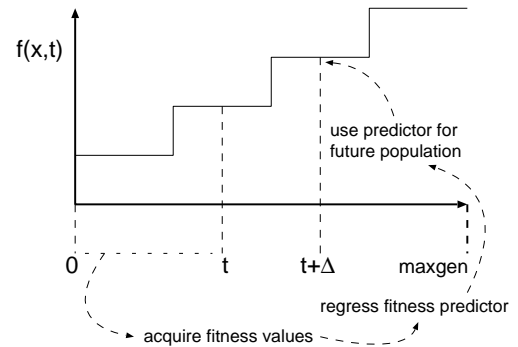 f(x,t)
use predictor for
future population
0
t
t+Δ
maxgen
regress fitness predictor
acquire fitness values